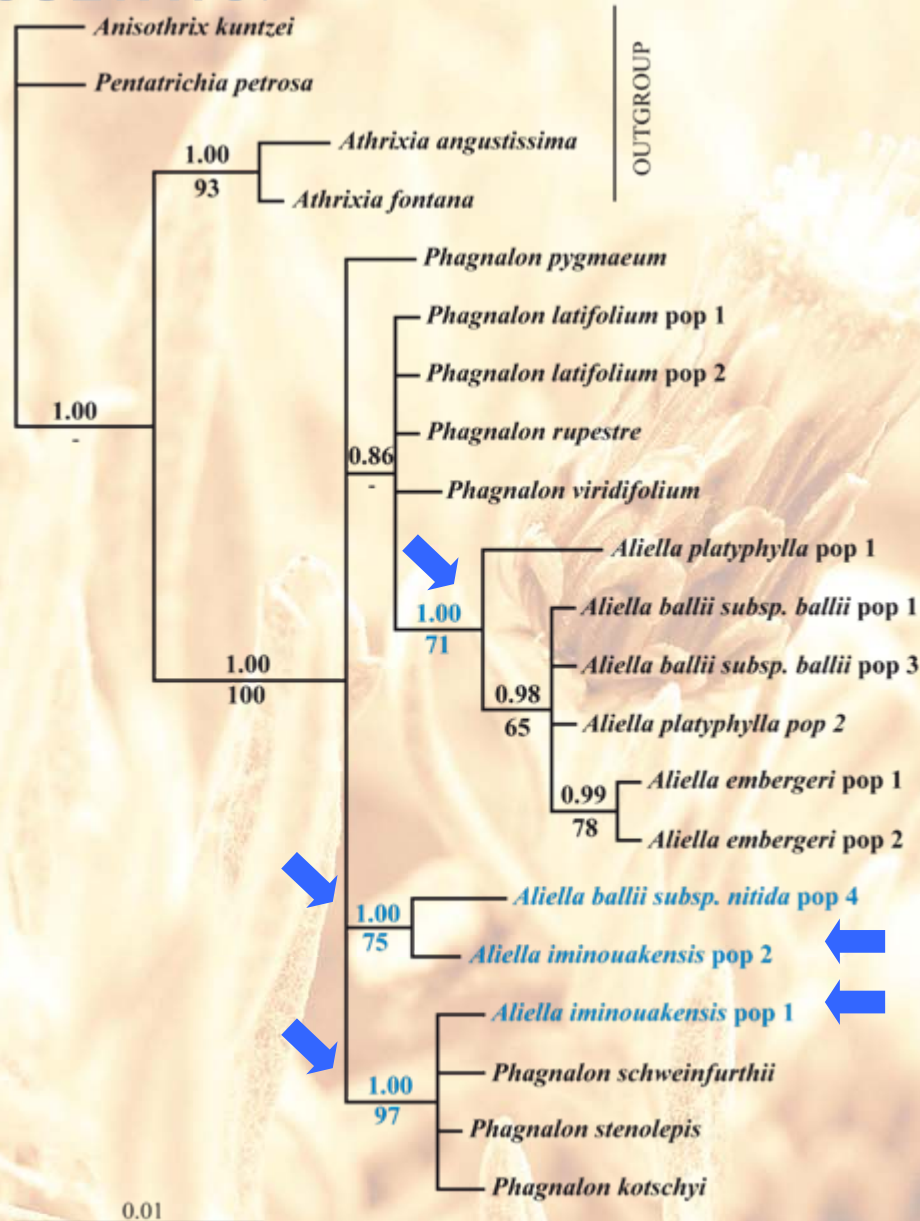 Anisothrix kuntzei
Pentatrichia petrosa
OUTGROUP
Athrixia angustissima
1.00
93
Athrixia fontana
Phagnalon pygmaeum
Phagnalon latifolium pop 1
Phagnalon latifolium pop 2
1.00
-
Phagnalon rupestre
0.86
-
Phagnalon viridifolium
Aliella platyphylla pop 1
1.00
71
Aliella ballii subsp. ballii pop 1
Aliella ballii subsp. ballii pop 3
1.00
100
0.98
65
Aliella platyphylla pop 2
Aliella embergeri pop 1
0.99
78
Aliella embergeri pop 2
Aliella ballii subsp. nitida pop 4
1.00
75
Aliella iminouakensis pop 2
Aliella iminouakensis pop 1
Phagnalon schweinfurthii
1.00
97
Phagnalon stenolepis
Phagnalon kotschyi
0.01